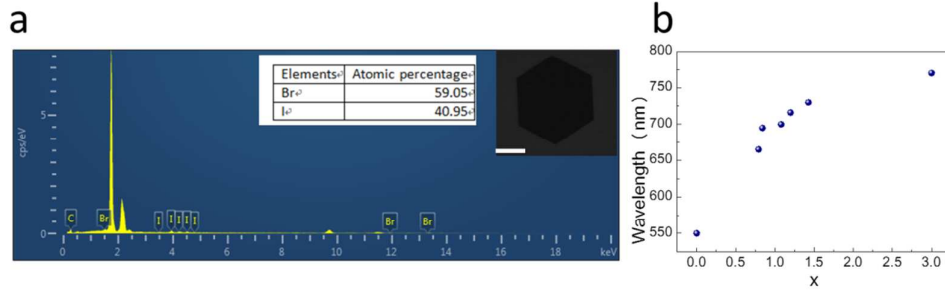 a
b
Elements↵ Atomic percentage↵
Br↵ 59.05↵
I↵ 40.95↵
cps/eV
5
0
C Br I I I I I Br Br
0 2 4 6 8 10 12 14 16 18 keV
Wavelength (nm)
800
750
700
650
600
550
0.0 0.5 1.0 1.5 2.0 2.5 3.0
x